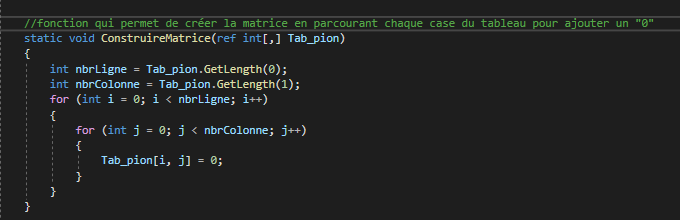 //fonction qui permet de créer la matrice en parcourant chaque case du tableau pour ajouter un "0"
static void ConstruireMatrice(ref int[,] Tab_pion)
{
int nbrLigne = Tab_pion.GetLength(0);
int nbrColonne = Tab_pion.GetLength(1);
for (int i = 0; i < nbrLigne; i++)
{
for (int j = 0; j < nbrColonne; j++)
{
Tab_pion[i, j] = 0;
}
}
}